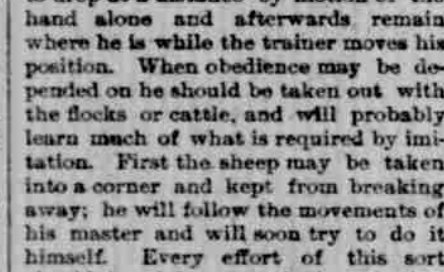 hand alone and afterwards remain
where he is while the trainer moves his
position. When obedience may be de-
pended on he should be taken out with
the flocks or cattle, and will probably
learn much of what is required by imi-
tation. First the sheep may be taken
into a corner and kept from breaking
away; he will follow the movements of
his master and will soon try to do it
himself. Every effort of this sort